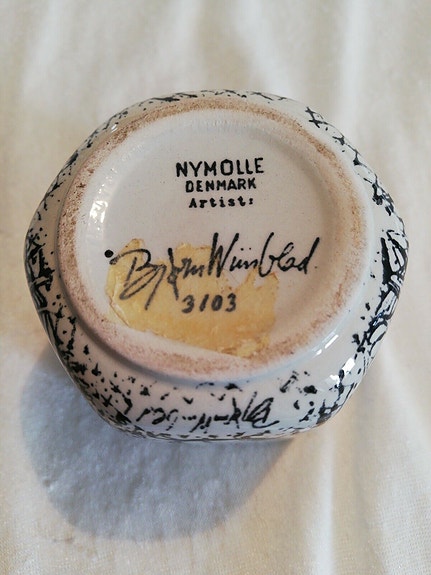 NYMOLLE
DENMARK
Artist:
Bjørn Wiinblad
3103